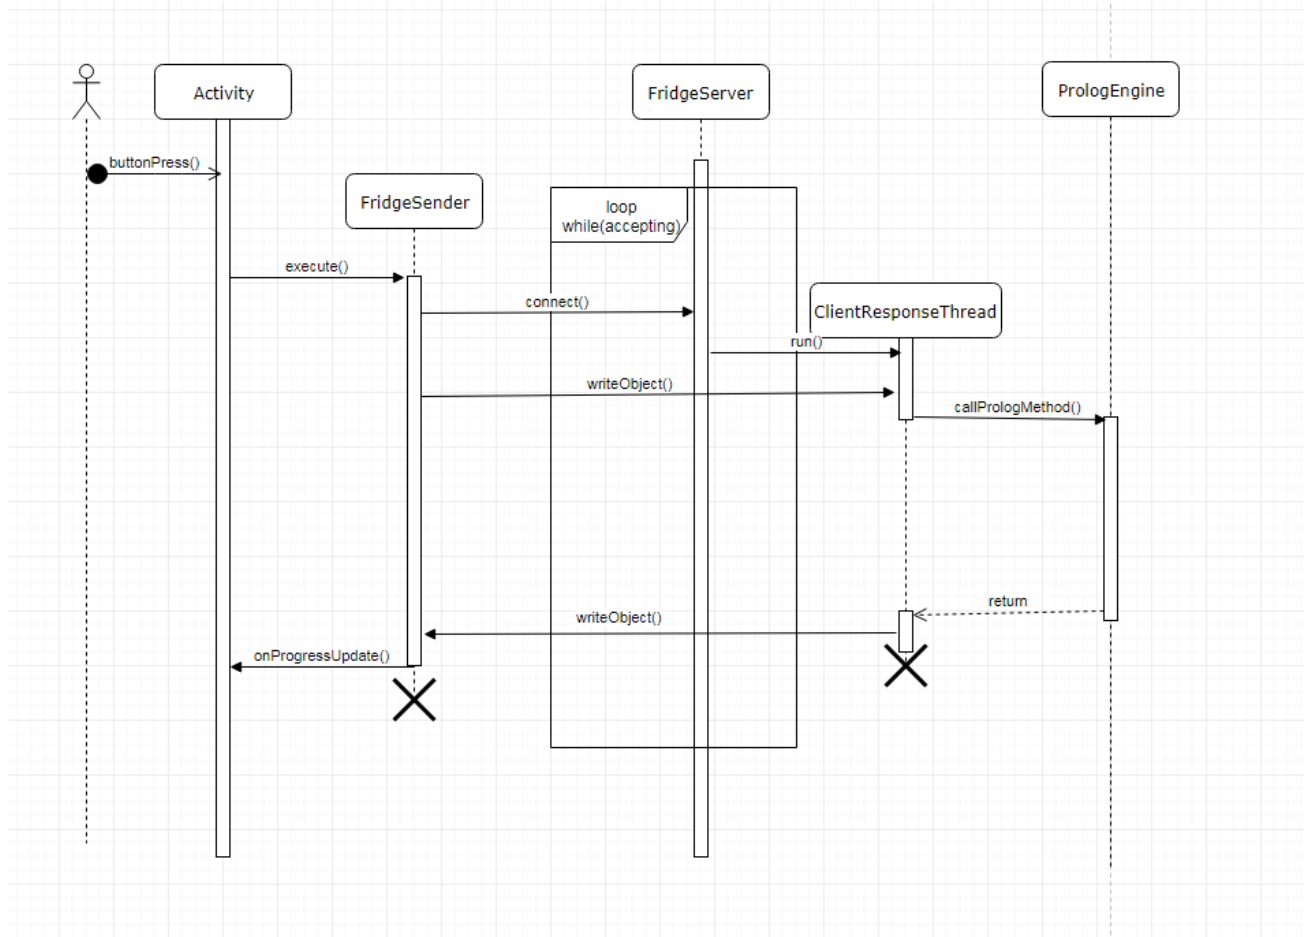 Activity
FridgeServer
PrologEngine
buttonPress()
FridgeSender
loop
while(accepting)
execute()
connect()
ClientResponseThread
run()
writeObject()
callPrologMethod()
return
writeObject()
onProgressUpdate()